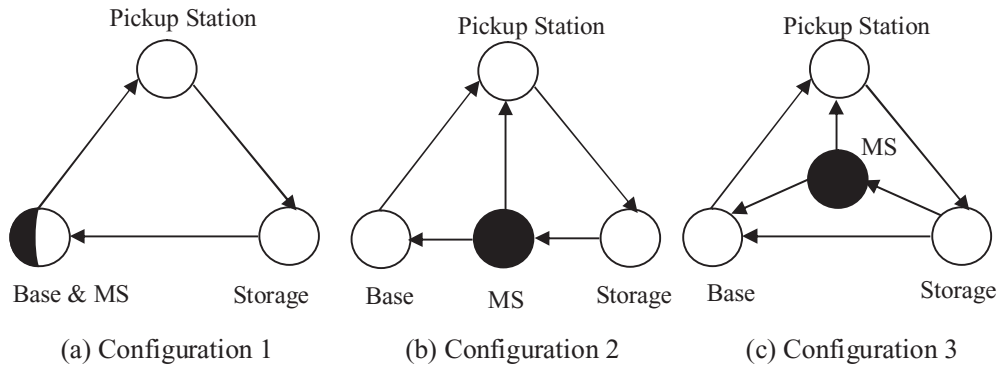 Pickup Station
Base & MS
Storage
(a) Configuration 1
Pickup Station
Base
MS
Storage
(b) Configuration 2
Pickup Station
MS
Base
Storage
(c) Configuration 3